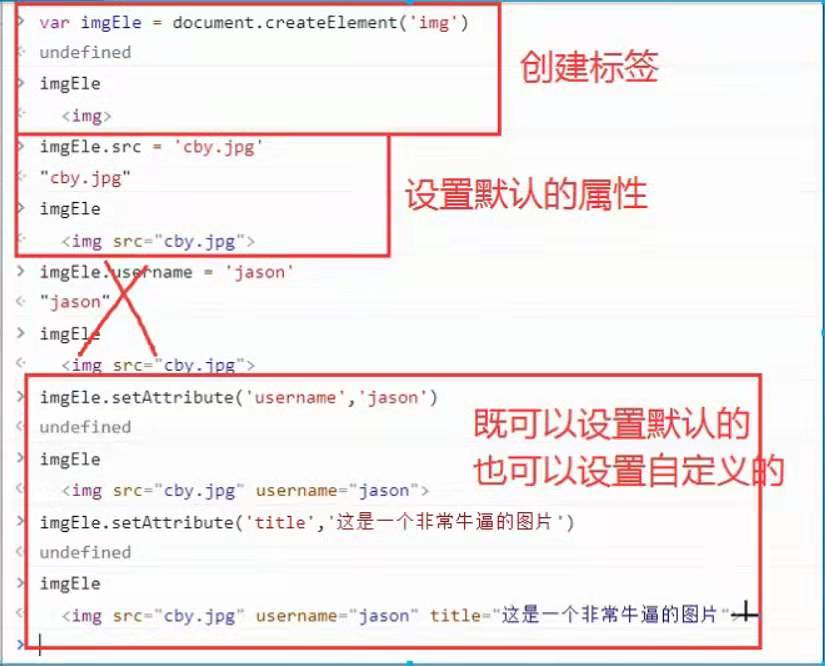 var imgEle = document.createElement('img')
undefined
创建标签
imgEle
<img>
imgEle.src = 'cby.jpg'
"cby.jpg"
设置默认的属性
imgEle
<img src="cby.jpg">
imgEle.username = 'jason'
"jason"
imgEle
<img src="cby.jpg">
imgEle.setAttribute('username','jason')
既可以设置默认的
undefined
imgEle
也可以设置自定义的
<img src="cby.jpg" username="jason">
imgEle.setAttribute('title','这是一个非常牛逼的图片')
undefined
imgEle
<img src="cby.jpg" username="jason" title="这是一个非常牛逼的图片">